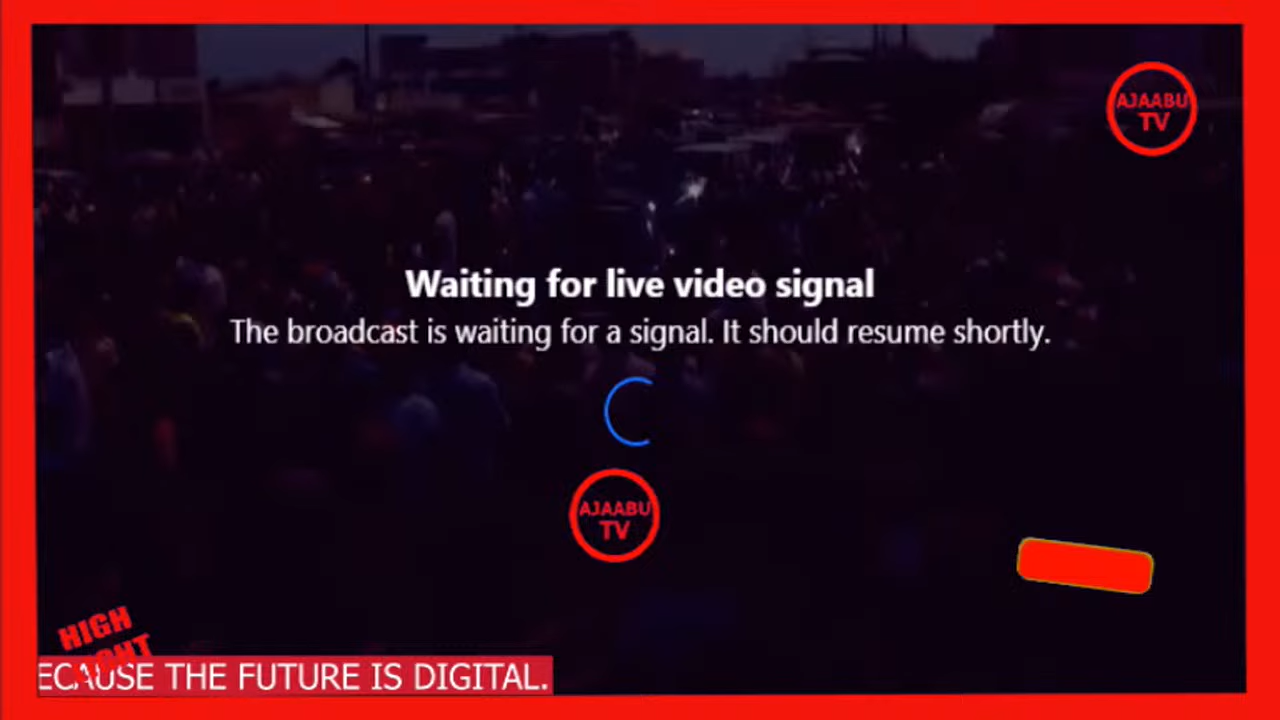 AJAABU
TV
Waiting for live video signal
The broadcast is waiting for a signal. It should resume shortly.
AJAABU
TV
HIGH
ECAUSE THE FUTURE IS DIGITAL.